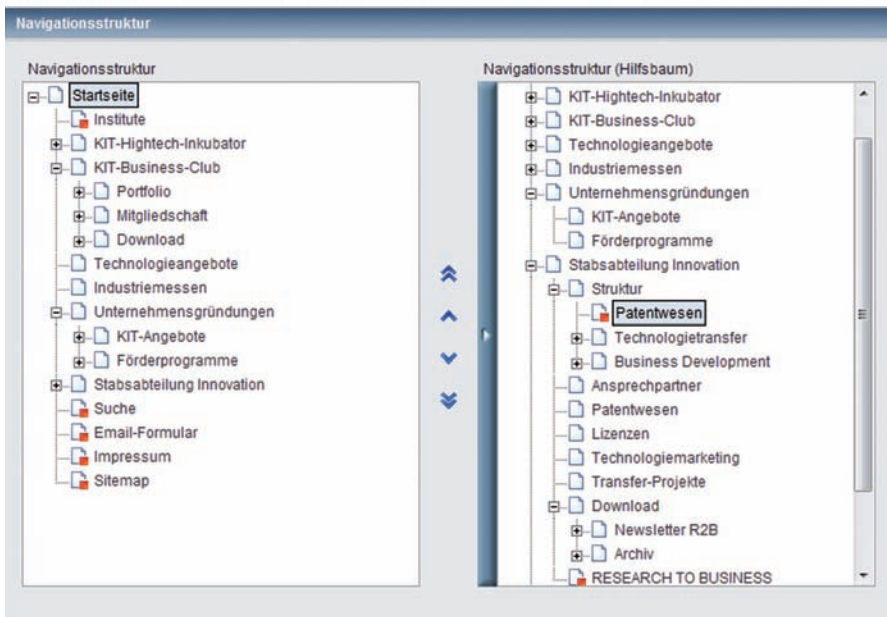 Navigationsstruktur
Navigationsstruktur
Startseite
Institute
KIT-Hightech-Inkubator
KIT-Business-Club
Portfolio
Mitgliedschaft
Download
Technologieangebote
Industriemessen
Unternehmensgründungen
KIT-Angebote
Förderprogramme
Stabsabteilung Innovation
Suche
Email-Formular
Impressum
Sitemap
Navigationsstruktur (Hilfsbaum)
KIT-Hightech-Inkubator
KIT-Business-Club
Technologieangebote
Industriemessen
Unternehmensgründungen
KIT-Angebote
Förderprogramme
Stabsabteilung Innovation
Struktur
Patentwesen
Technologietransfer
Business Development
Ansprechpartner
Patentwesen
Lizenzen
Technologiemarketing
Transfer-Projekte
Download
Newsletter R2B
Archiv
RESEARCH TO BUSINESS